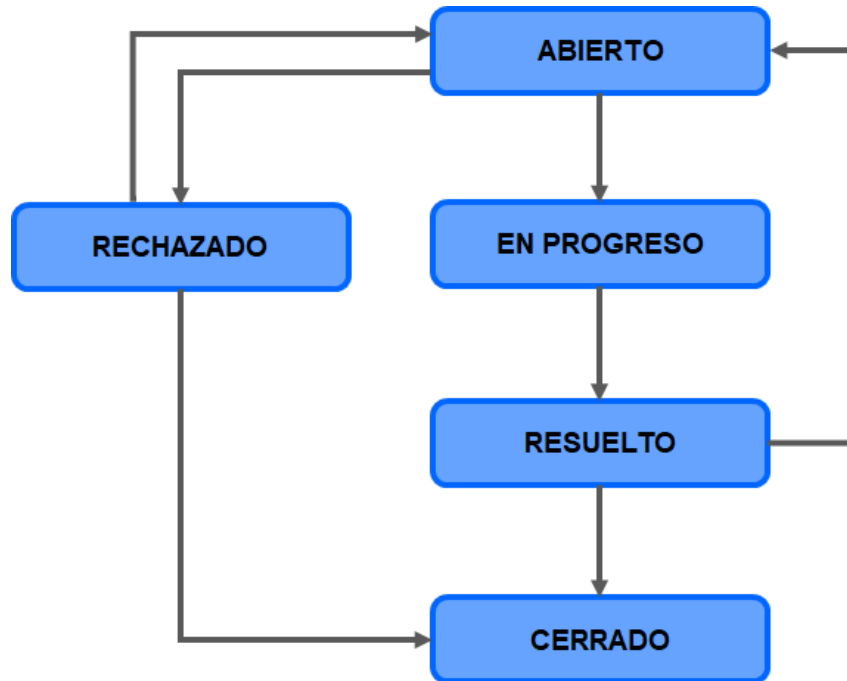 ABIERTO
RECHAZADO
EN PROGRESO
RESUELTO
CERRADO